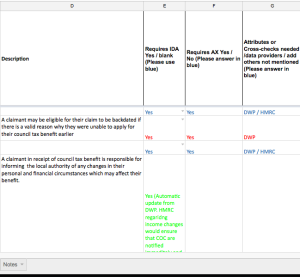 D E F G
Description
Requires IDA
Yes / blank
(Please use
blue)
Requires AX Yes /
No (Please answer in
blue)
Attributes or
Cross-checks needed
/data providers / add
others not mentioned
(Please answer in
blue)
Yes Yes DWP / HMRC
A claimant may be eligible for their claim to be backdated if
there is a valid reason why they were unable to apply for
their council tax benefit earlier
Yes Yes DWP
Yes Yes DWP / HMRC
A claimant in receipt of council tax benefit is responsible for
informing the local authority of any changes in their
personal and financial circumstances which may affect their
benefit.
Yes (Automatic
update from
DWP, HMRC
regarding
income changes
would ensure
that
are
notified
Notes